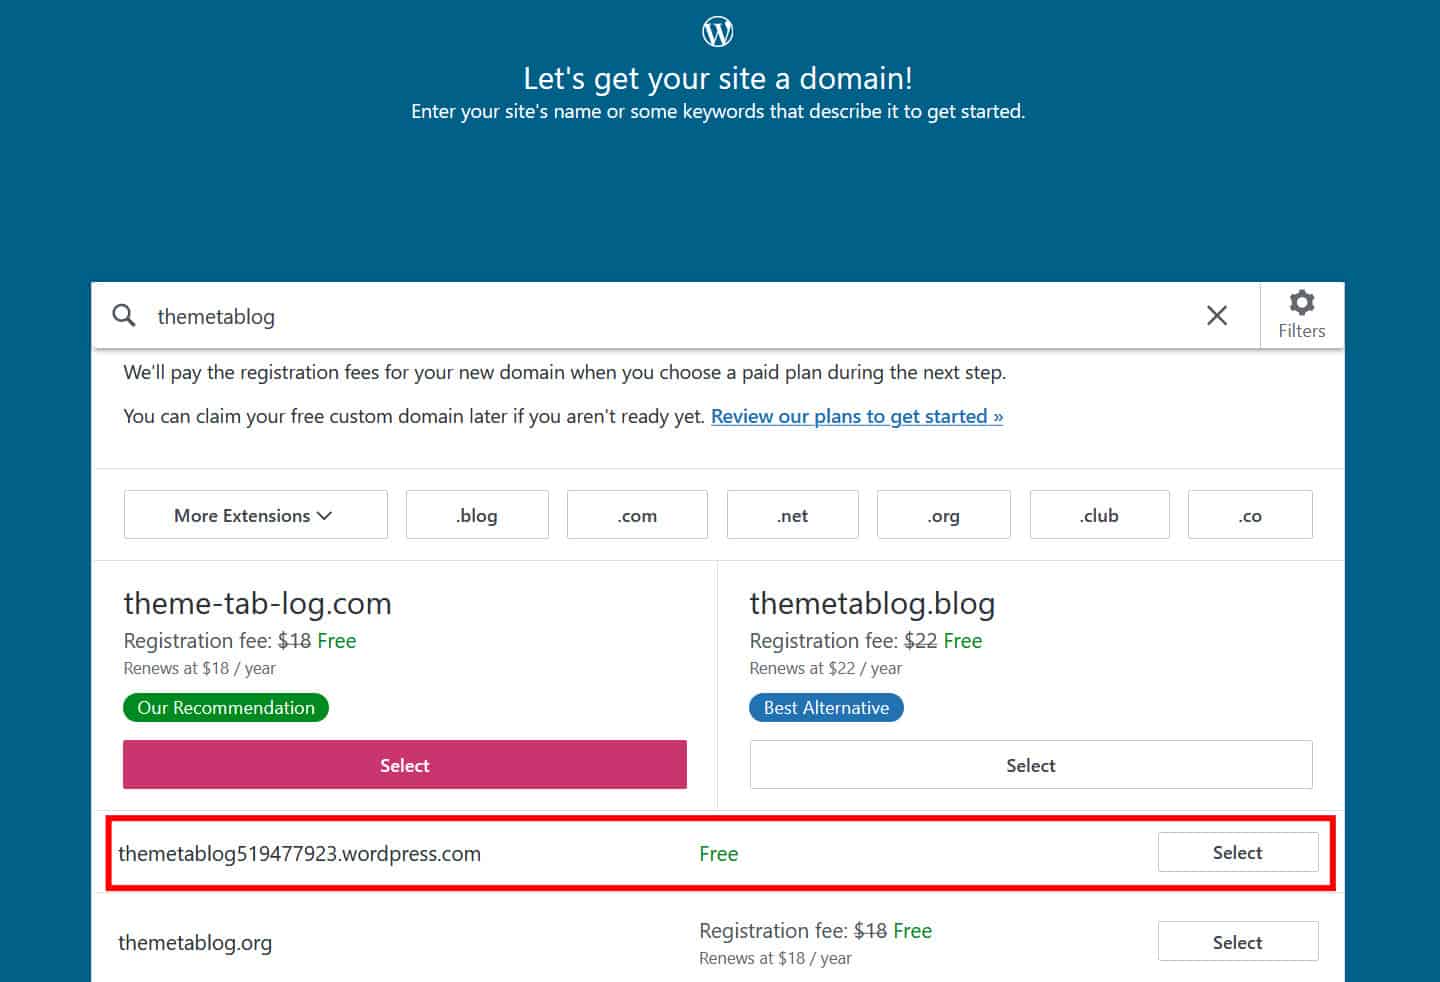 Let's get your site a domain!
Enter your site's name or some keywords that describe it to get started.
themetablog
Filters
We'll pay the registration fees for your new domain when you choose a paid plan during the next step.
You can claim your free custom domain later if you aren't ready yet. Review our plans to get started »
More Extensions .blog .com .net .org .club .co
theme-tab-log.com
Registration fee: $18 Free
Renews at $18 / year
Our Recommendation
Select
themetablog.blog
Registration fee: $22 Free
Renews at $22 / year
Best Alternative
Select
themetablog519477923.wordpress.com Free Select
themetablog.org
Registration fee: $18 Free
Renews at $18 / year
Select